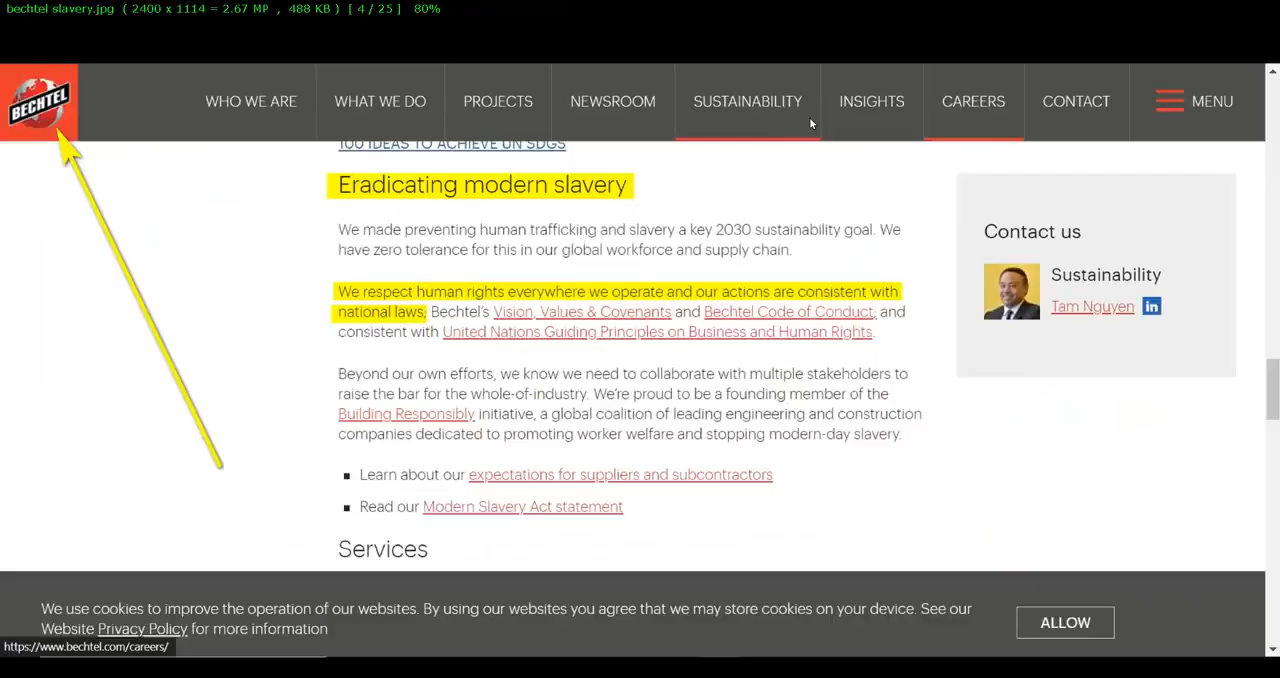 bechtel slavery.jpg ( 2400 x 1114 = 2.67 MP , 488 KB ) [ 4 / 25 ] 80%
BECHTEL
WHO WE ARE
WHAT WE DO
PROJECTS
NEWSROOM
SUSTAINABILITY
INSIGHTS
CAREERS
CONTACT
MENU
100 IDEAS TO ACHIEVE UN SDGS
Eradicating modern slavery
We made preventing human trafficking and slavery a key 2030 sustainability goal. We
have zero tolerance for this in our global workforce and supply chain.
We respect human rights everywhere we operate and our actions are consistent with
national laws; Bechtel's Vision, Values & Covenants and Bechtel Code of Conduct; and
consistent with United Nations Guiding Principles on Business and Human Rights.
Beyond our own efforts, we know we need to collaborate with multiple stakeholders to
raise the bar for the whole-of-industry. We're proud to be a founding member of the
Building Responsibly initiative, a global coalition of leading engineering and construction
companies dedicated to promoting worker welfare and stopping modern-day slavery.
Learn about our expectations for suppliers and subcontractors
Read our Modern Slavery Act statement
Services
Contact us
Sustainability
Tam Nguyen
in
We use cookies to improve the operation of our websites. By using our websites you agree that we may store cookies on your device. See our
Website Privacy Policy for more information
ALLOW
https://www.bechtel.com/careers/